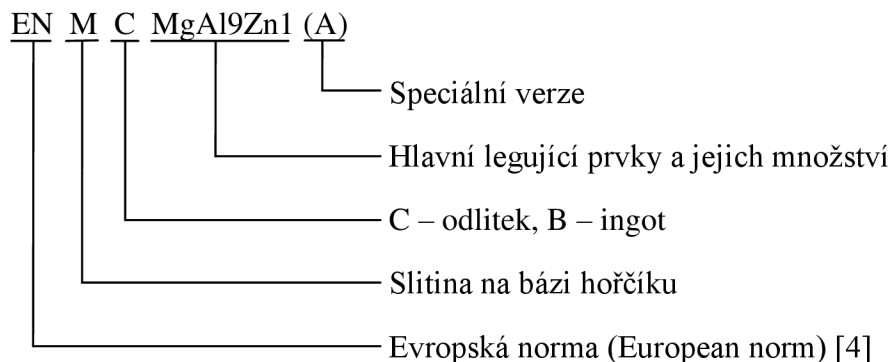 EN M C MgAl9Zn1 (A)
Speciální verze
Hlavní legující prvky a jejich množství
C – odlitek, B – ingot
Slitina na bázi hořčíku
Evropská norma (European norm) [4]